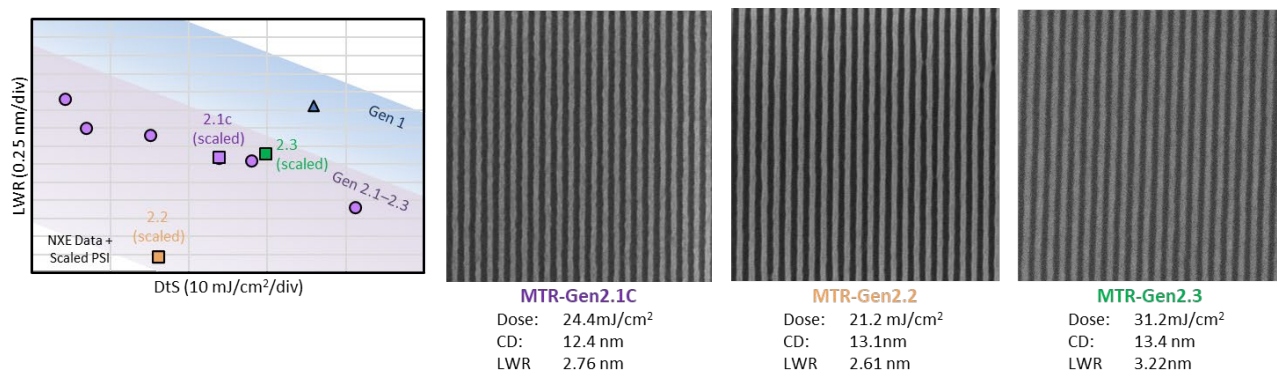 LWR (0.25 nm/div)
Gen 1
2.1c
(scaled)
2.3
(scaled)
Gen 2.1–2.3
2.2
(scaled)
NXE Data +
Scaled PSI
DtS (10 mJ/cm²/div)
MTR-Gen2.1C
Dose: 24.4mJ/cm²
CD: 12.4 nm
LWR 2.76 nm
MTR-Gen2.2
Dose: 21.2 mJ/cm²
CD: 13.1nm
LWR 2.61 nm
MTR-Gen2.3
Dose: 31.2mJ/cm²
CD: 13.4 nm
LWR 3.22nm